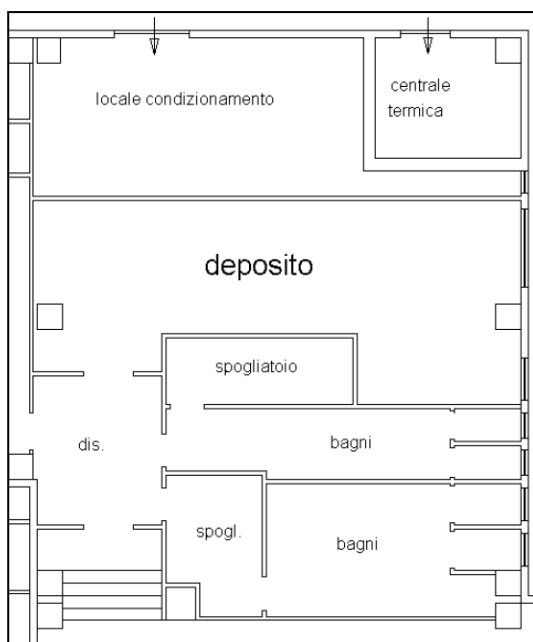 locale condizionamento
centrale
termica
deposito
spogliatoio
dis.
bagni
spogl.
bagni